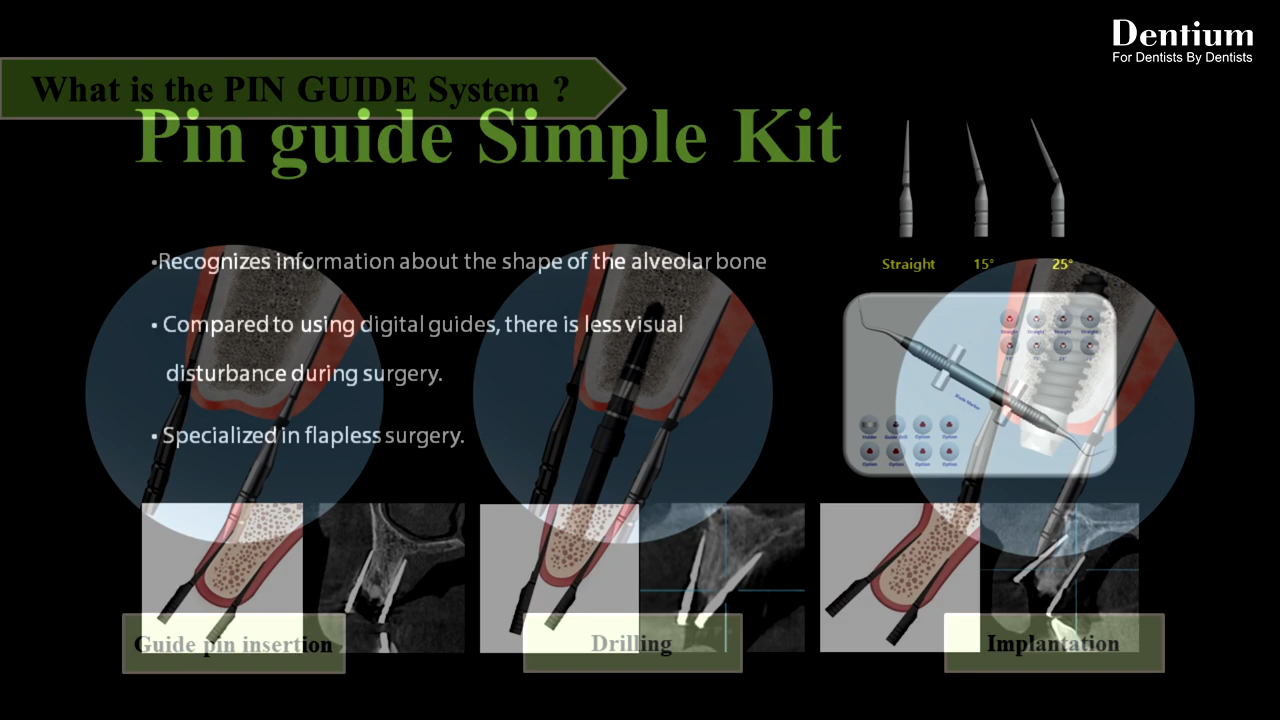 Dentium
For Dentists By Dentists
What is the PIN GUIDE System ?
Pin guide Simple Kit
Straight 15° 25°
•Recognizes information about the shape of the alveolar bone
• Compared to using digital guides, there is less visual
disturbance during surgery.
• Specialized in flapless surgery.
Guide pin insertion
Drilling
Implantation